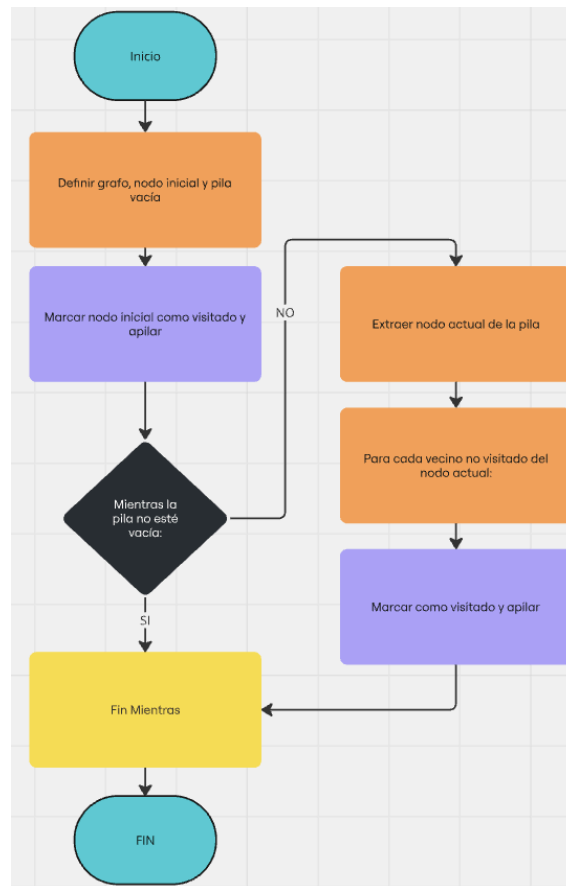 Inicio
Definir grafo, nodo inicial y pila
vacía
Marcar nodo inicial como visitado y
apilar
Mientras la
pila no esté
vacía:
SI
Fin Mientras
FIN
NO
Extraer nodo actual de la pila
Para cada vecino no visitado del
nodo actual:
Marcar como visitado y apilar